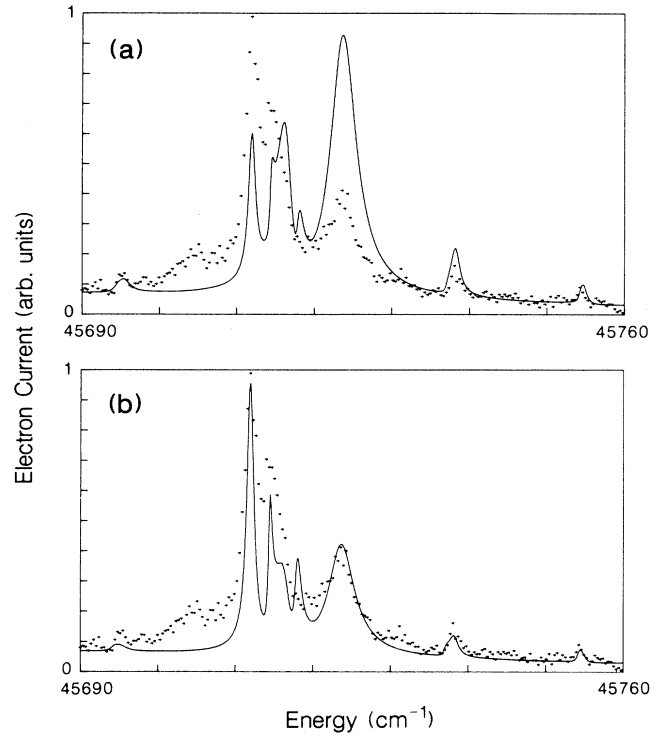 1
(a)
0
45690
45760
Electron Current (arb. units)
1
(b)
0
45690
45760
Energy (cm⁻¹)